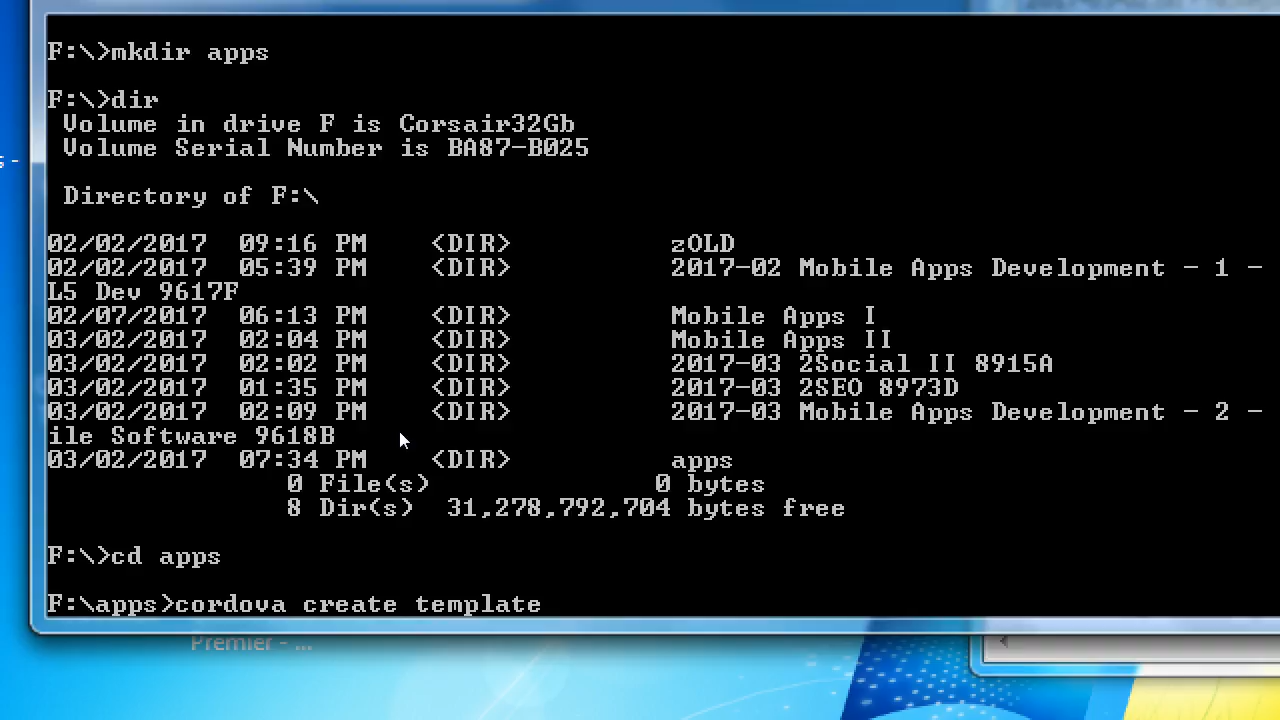 F:\>mkdir apps
F:\>dir
Volume in drive F is Corsair32Gb
Volume Serial Number is BA87-B025
Directory of F:\
02/02/2017 09:16 PM <DIR> zOLD
02/02/2017 05:39 PM <DIR> 2017-02 Mobile Apps Development - 1 -
L5 Dev 9617F
02/07/2017 06:13 PM <DIR> Mobile Apps I
03/02/2017 02:04 PM <DIR> Mobile Apps II
03/02/2017 02:02 PM <DIR> 2017-03 2Social II 8915A
03/02/2017 01:35 PM <DIR> 2017-03 2SEO 8973D
03/02/2017 02:09 PM <DIR> 2017-03 Mobile Apps Development - 2 -
ile Software 9618B
03/02/2017 07:34 PM <DIR> apps
0 File(s) 0 bytes
8 Dir(s) 31,278,792,704 bytes free
F:\>cd apps
F:\apps>cordova create template
Premier - ...